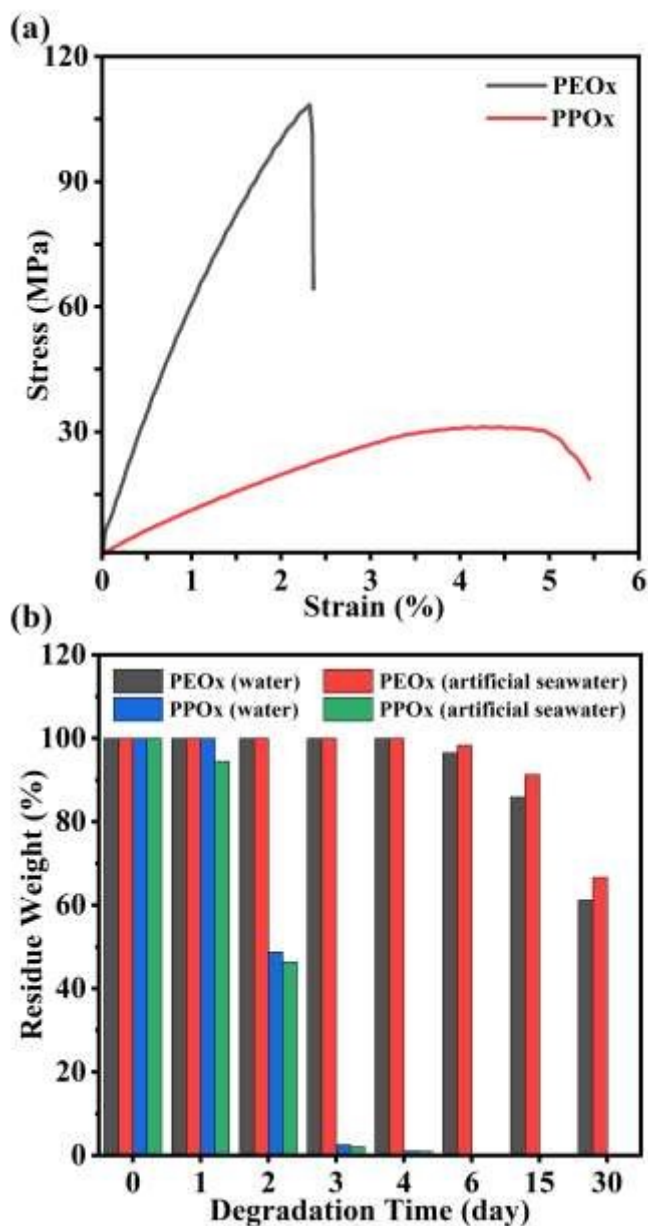 (a)
120
90
60
30
Stress (MPa)
PEOx
PPOx
0 1 2 3 4 5 6
Strain (%)
(b)
120
100
80
60
40
20
0
Residue Weight (%)
PEOx (water) PEOx (artificial seawater)
PPOx (water) PPOx (artificial seawater)
0 1 2 3 4 6 15 30
Degradation Time (day)